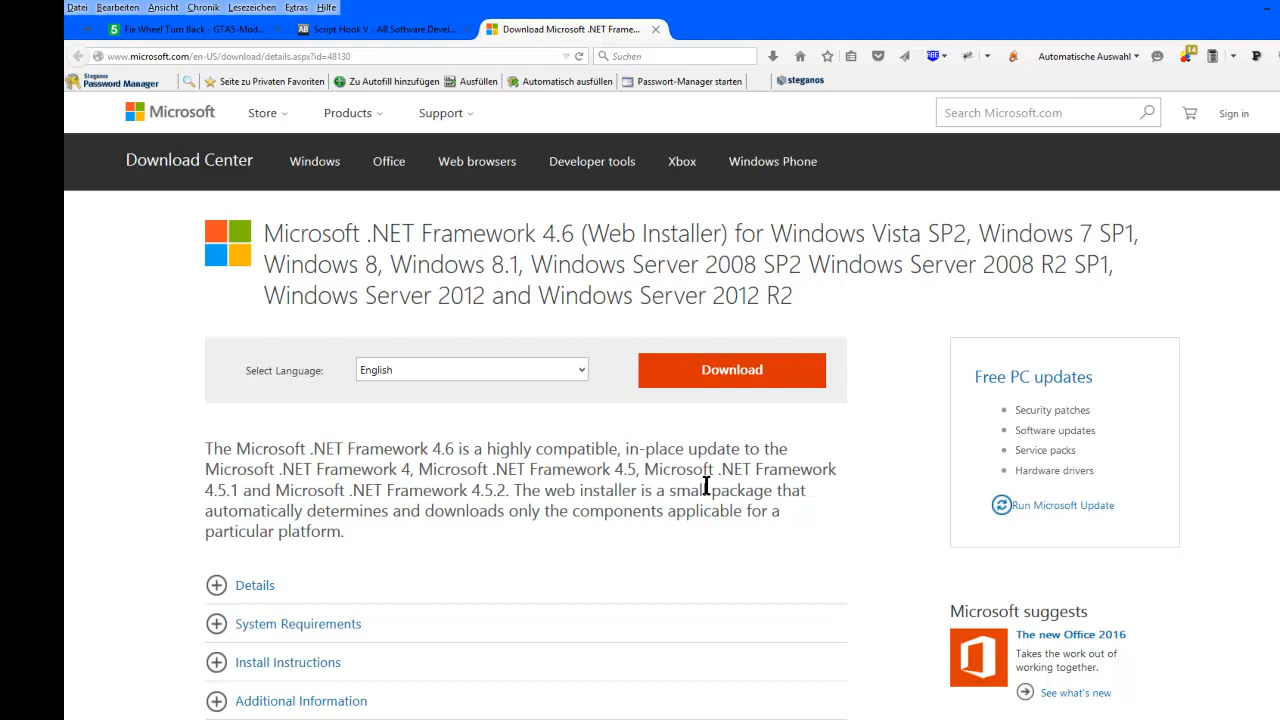 Datei Bearbeiten Ansicht Chronik Lesezeichen Extras Hilfe
Fix Wheel Turn Back - GTA5-Mod... Script Hook V - AB Software Devel... Download Microsoft .NET Frame...
www.microsoft.com/en-US/download/details.aspx?id=48130 Suchen Automatische Auswahl
Steganos Password Manager Seite zu Privaten Favoriten Zu Autofill hinzufügen Ausfüllen Automatisch ausfüllen Passwort-Manager starten steganos
Microsoft Store Products Support Search Microsoft.com Sign in
Download Center Windows Office Web browsers Developer tools Xbox Windows Phone
Microsoft .NET Framework 4.6 (Web Installer) for Windows Vista SP2, Windows 7 SP1,
Windows 8, Windows 8.1, Windows Server 2008 SP2 Windows Server 2008 R2 SP1,
Windows Server 2012 and Windows Server 2012 R2
Select Language: English Download
The Microsoft .NET Framework 4.6 is a highly compatible, in-place update to the
Microsoft .NET Framework 4, Microsoft .NET Framework 4.5, Microsoft .NET Framework
4.5.1 and Microsoft .NET Framework 4.5.2. The web installer is a small package that
automatically determines and downloads only the components applicable for a
particular platform.
Details
System Requirements
Install Instructions
Additional Information
Free PC updates
Security patches
Software updates
Service packs
Hardware drivers
Run Microsoft Update
Microsoft suggests
The new Office 2016
Takes the work out of
working together.
See what's new